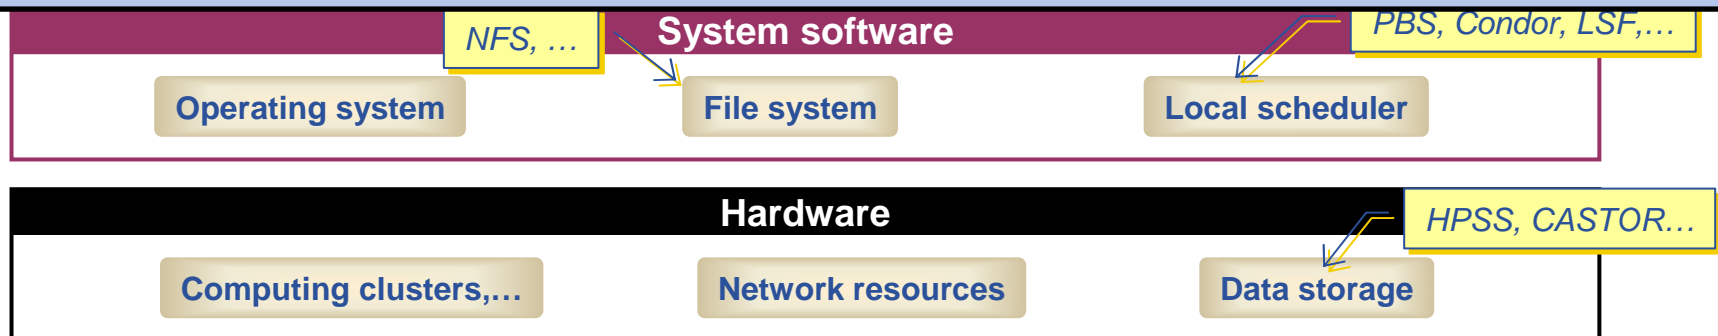 System software
NFS, …
PBS, Condor, LSF,…
Operating system
File system
Local scheduler
Hardware
HPSS, CASTOR…
Computing clusters,…
Network resources
Data storage